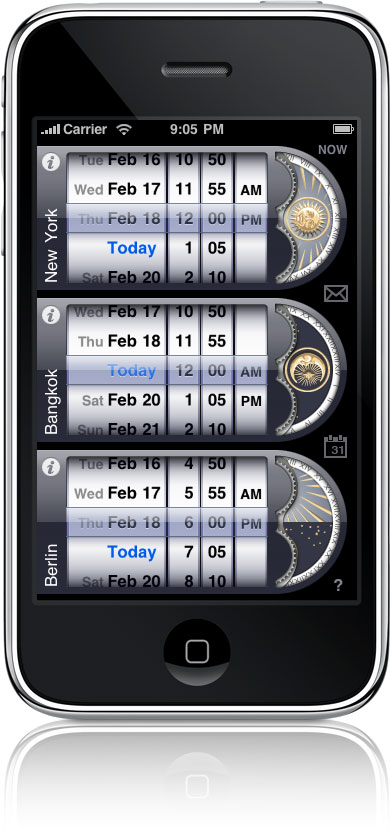 Carrier 9:05 PM
NOW
New York
Tue Feb 16 10 50
Wed Feb 17 11 55 AM
Thu Feb 18 12 00 PM
Today 1 05
Sat Feb 20 2 10
Bangkok
Wed Feb 17 10 50
Thu Feb 18 11 55
Today 12 00 AM
Sat Feb 20 1 05 PM
Sun Feb 21 2 10
31
Berlin
Tue Feb 16 4 50
Wed Feb 17 5 55 AM
Thu Feb 18 6 00 PM
Today 7 05
Sat Feb 20 8 10
?